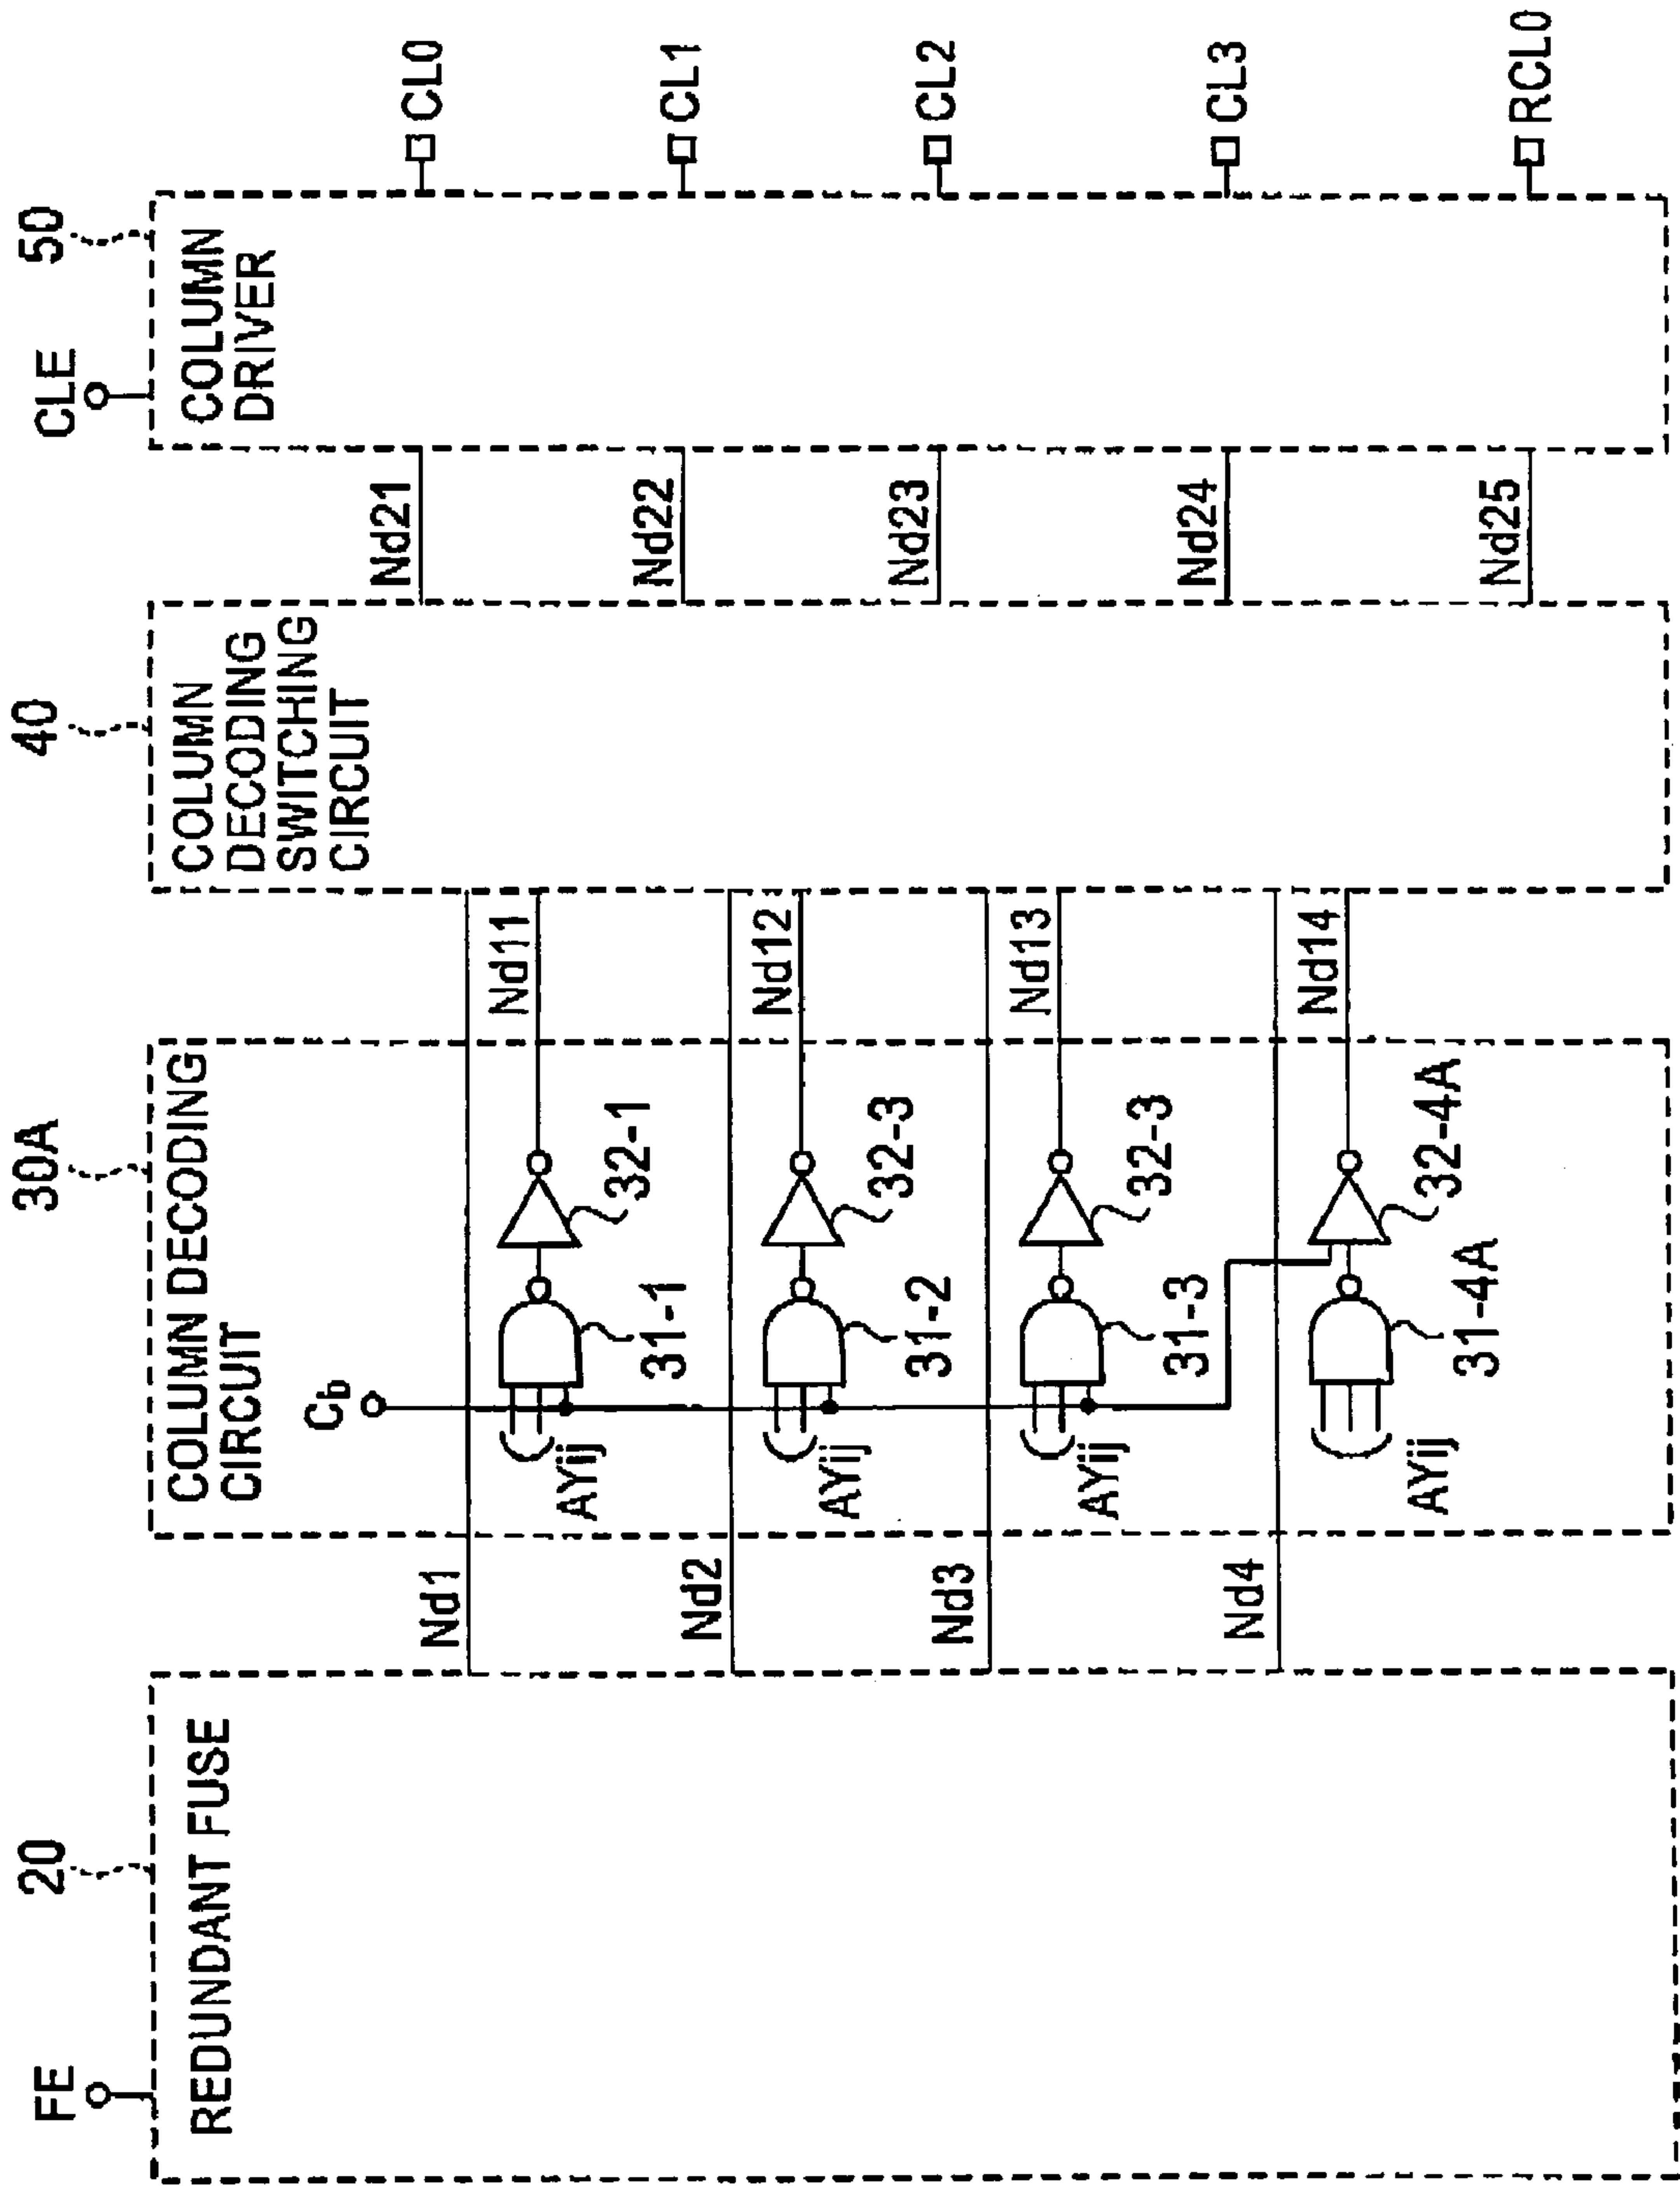 FE
20
REDUNDANT FUSE
Nd1
Nd2
Nd3
Nd4
30A
COLUMN DECODING
CIRCUIT
Cb
AYij
31-1
32-1
AYij
31-2
32-3
AYij
31-3
32-3
AYij
31-4A
32-4A
Nd11
Nd12
Nd13
Nd14
40
COLUMN
DECODING
SWITCHING
CIRCUIT
Nd21
Nd22
Nd23
Nd24
Nd25
CLE
50
COLUMN
DRIVER
CL0
CL1
CL2
CL3
RCL0